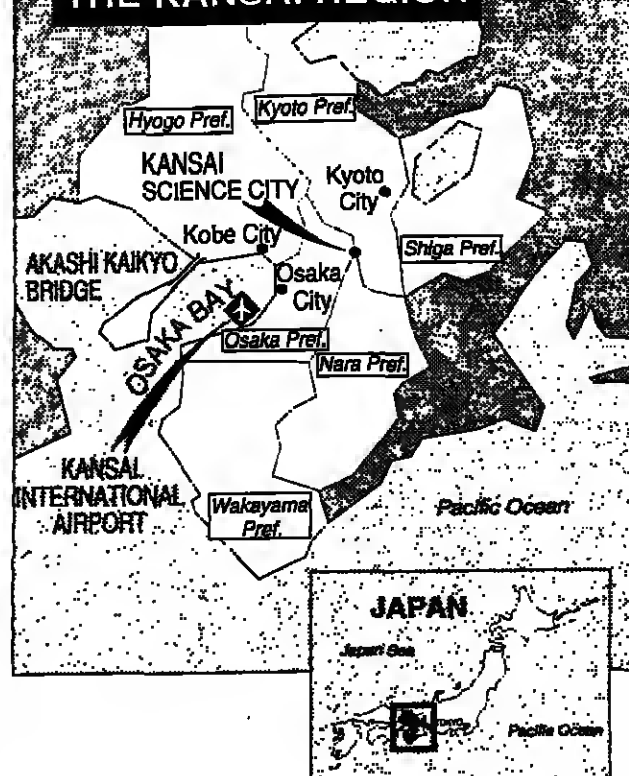 THE KANSAI REGION
Hyogo Pref.
Kyoto Pref.
KANSAI
SCIENCE CITY
Kyoto
City
Kobe City
Shiga Pref.
AKASHI KAIKYO
BRIDGE
Osaka
City
OSAKA BAY
Osaka Pref.
Nara Pref.
KANSAI
INTERNATIONAL
AIRPORT
Wakayama
Pref.
Pacific Ocean
JAPAN
Japan Sea
TOKYO
Pacific Ocean